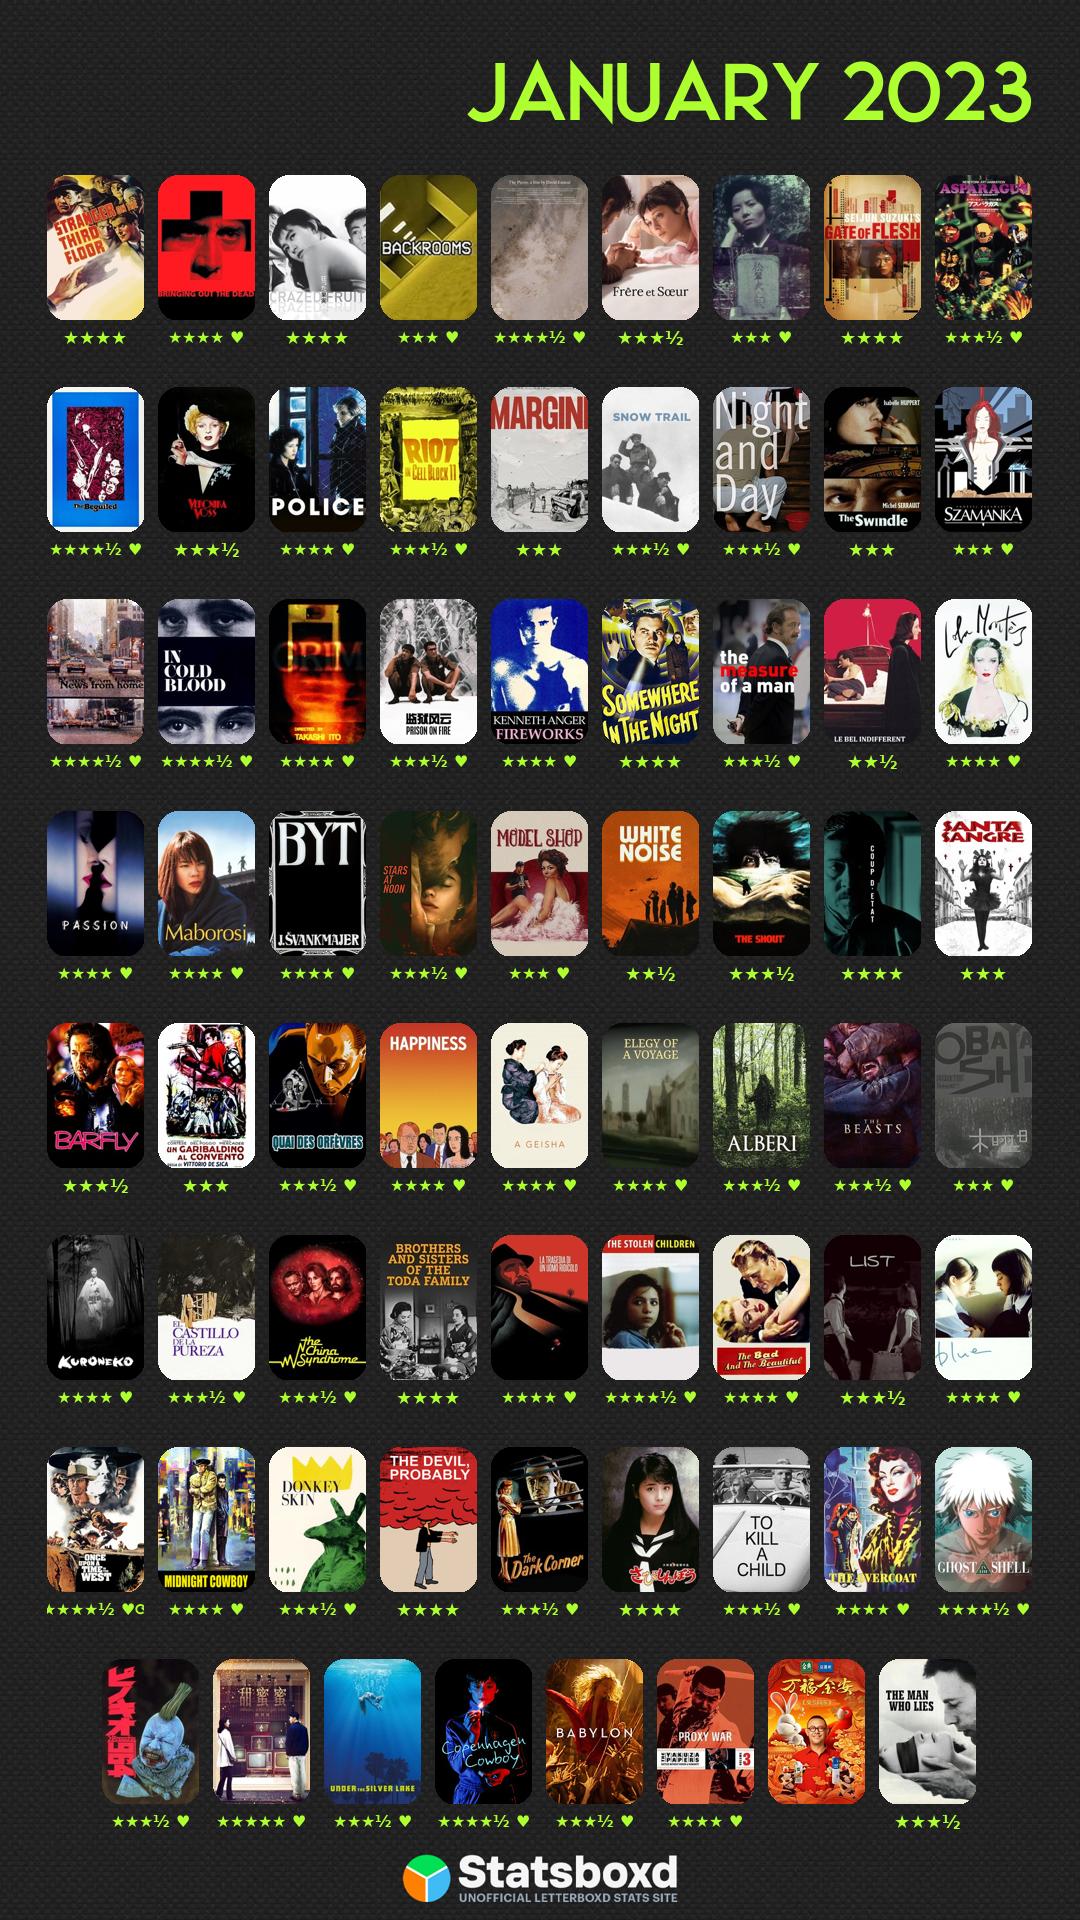 JANUARY 2023
STRANGER
ON THE
THIRD
FLOOR
BRINGING OUT THE DEAD
CRAZED FRUIT
BACKROOMS
Frère et Sœur
SEIJUN SUZUKI'S
GATE OF FLESH
ASPARAGUS
★★★★
★★★★ ♥
★★★★
★★★ ♥
★★★★½ ♥
★★★½
★★★ ♥
★★★★
★★★½ ♥
The Beguiled
VERONIKA
VOSS
POLICE
RIOT
IN CELL BLOCK 11
MARGINI
SNOW TRAIL
Night
and
Day
Isabelle HUPPERT
Michel SERRAULT
The Swindle
SZAMANKA
★★★★½ ♥
★★★½
★★★★ ♥
★★★½ ♥
★★★
★★★½ ♥
★★★½ ♥
★★★
★★★ ♥
News from home
IN
COLD
BLOOD
GRIM
DIRECTED BY
TAKASHI ITO
监狱风云
PRISON ON FIRE
KENNETH ANGER
FIREWORKS
SOMEWHERE
IN THE NIGHT
the
measure
of a man
LE BEL INDIFFERENT
Lola Montès
★★★★½ ♥
★★★★½ ♥
★★★★ ♥
★★★½ ♥
★★★★ ♥
★★★★
★★★½ ♥
★★½
★★★★ ♥
PASSION
Maborosi
BYT
J.ŠVANKMAJER
STARS
AT
NOON
MODEL SHOP
WHITE
NOISE
THE SHOUT
COUP D'ETAT
SANTA
SANGRE
★★★★ ♥
★★★★ ♥
★★★★ ♥
★★★½ ♥
★★★ ♥
★★½
★★★½
★★★★
★★★
BARFLY
UN GARIBALDINO
AL CONVENTO
VITTORIO DE SICA
QUAI DES ORFÈVRES
HAPPINESS
A GEISHA
ELEGY OF
A VOYAGE
ALBERI
THE
BEASTS
★★★½
★★★
★★★½ ♥
★★★★ ♥
★★★★ ♥
★★★★ ♥
★★★½ ♥
★★★½ ♥
★★★ ♥
KURONEKO
EL
CASTILLO
DE LA
PUREZA
the
China
Syndrome
BROTHERS
AND SISTERS
OF THE
TODA FAMILY
LA TRAGEDIA DI
UN UOMO RIDICOLO
THE STOLEN CHILDREN
The Bad
And The Beautiful
LIST
blue
★★★★ ♥
★★★½ ♥
★★★½ ♥
★★★★
★★★★ ♥
★★★★½ ♥
★★★★ ♥
★★★½
★★★★ ♥
ONCE
UPON A
TIME IN THE
WEST
MIDNIGHT COWBOY
DONKEY
SKIN
THE DEVIL,
PROBABLY
The
Dark Corner
さびしんぼう
TO
KILL
A
CHILD
THE OVERCOAT
GHOST IN THE SHELL
★★★★½ ♥
★★★★ ♥
★★★½ ♥
★★★★
★★★½ ♥
★★★★
★★★½ ♥
★★★★ ♥
★★★★½ ♥
甜蜜蜜
UNDER THE SILVER LAKE
Copenhagen
Cowboy
BABYLON
PROXY WAR
THE YAKUZA
PAPERS
3
万福金安
THE MAN
WHO LIES
★★★½ ♥
★★★★★ ♥
★★★½ ♥
★★★★½ ♥
★★★½ ♥
★★★★ ♥
★★★½
Statsboxd
UNOFFICIAL LETTERBOXD STATS SITE